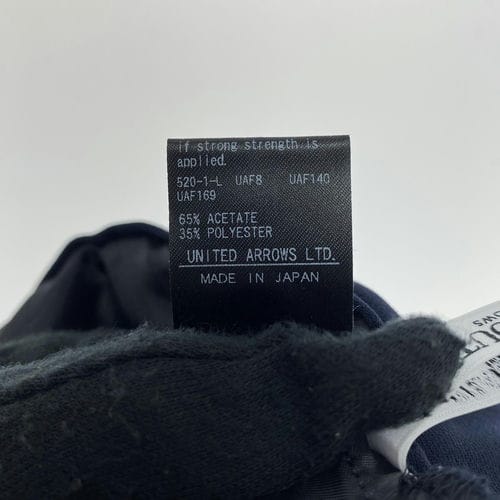 if strong strength is
applied.
520-1-L UAF8 UAF140
UAF169
65% ACETATE
35% POLYESTER
UNITED ARROWS LTD.
MADE IN JAPAN